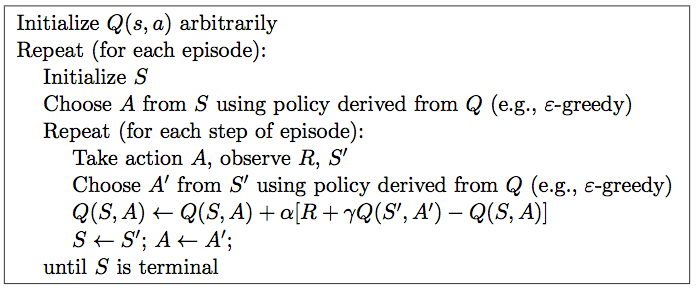 Initialize Q(s, a) arbitrarily
Repeat (for each episode):
Initialize S
Choose A from S using policy derived from Q (e.g., ε-greedy)
Repeat (for each step of episode):
Take action A, observe R, S′
Choose A′ from S′ using policy derived from Q (e.g., ε-greedy)
Q(S, A) ← Q(S, A) + α[R + γQ(S′, A′) − Q(S, A)]
S ← S′; A ← A′;
until S is terminal